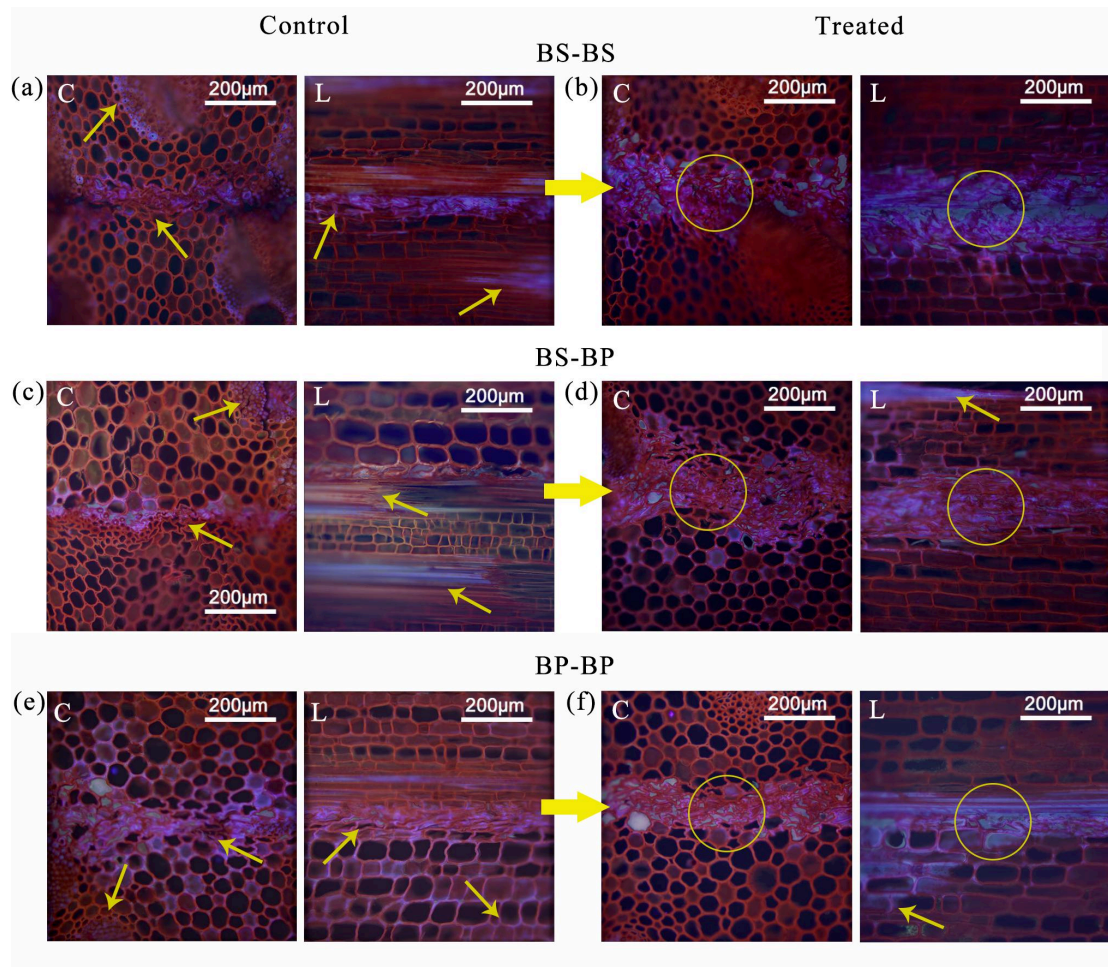 Control Treated
BS-BS
(a) C 200μm L 200μm (b) C 200μm L 200μm
BS-BP
(c) C 200μm L 200μm (d) C 200μm L 200μm
200μm
BP-BP
(e) C 200μm L 200μm (f) C 200μm L 200μm